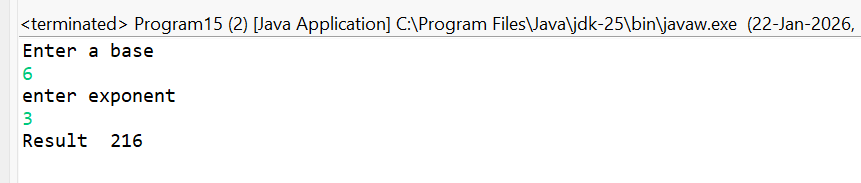 <terminated> Program15 (2) [Java Application] C:\Program Files\Java\jdk-25\bin\javaw.exe (22-Jan-2026,
Enter a base
6
enter exponent
3
Result  216